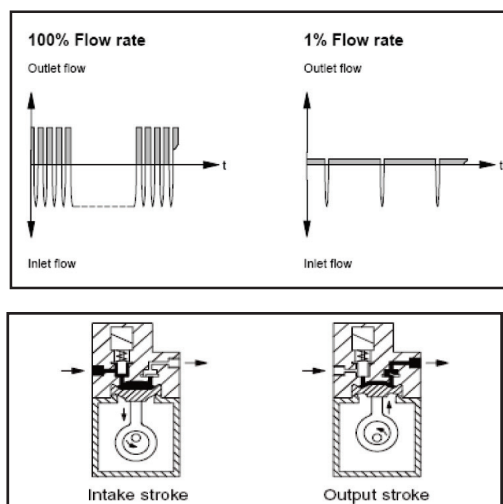 100% Flow rate
Outlet flow
t
Inlet flow
1% Flow rate
Outlet flow
t
Inlet flow
Intake stroke
Output stroke